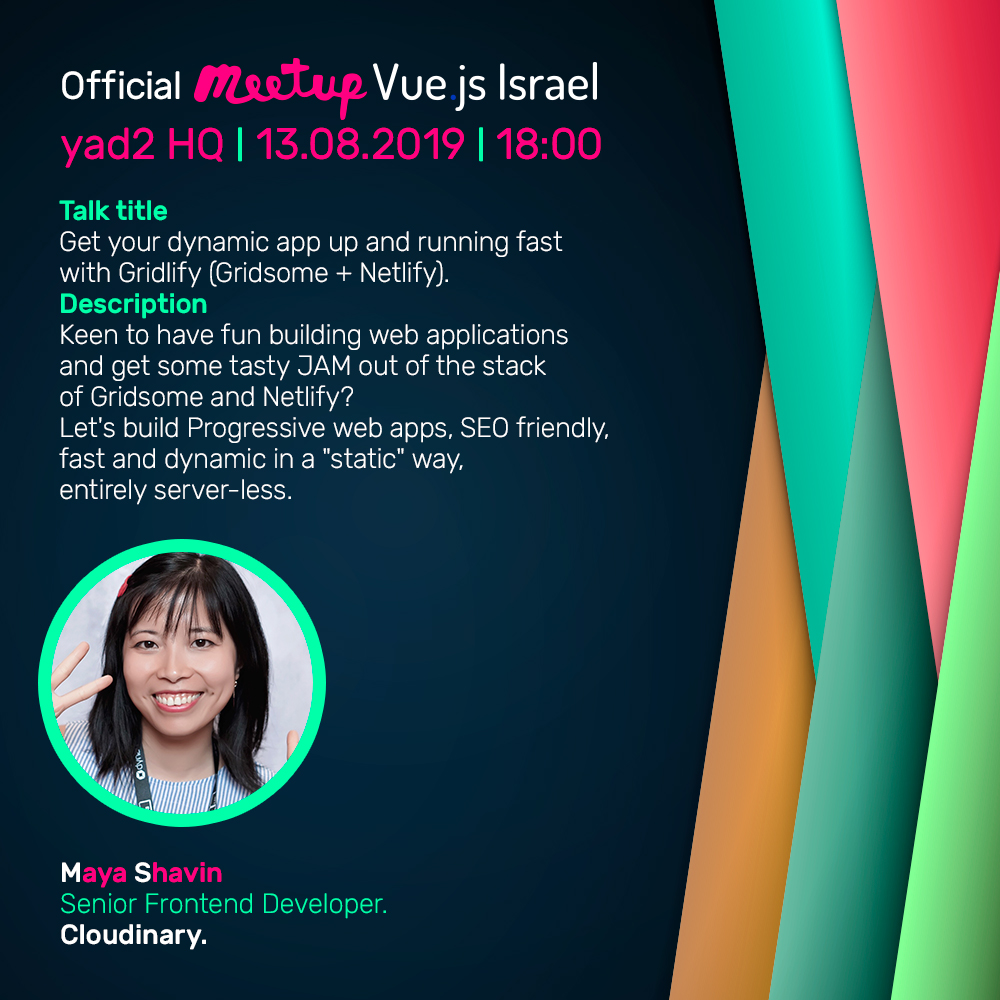 Official meetup Vue.js Israel
yad2 HQ | 13.08.2019 | 18:00
Talk title
Get your dynamic app up and running fast
with Gridlify (Gridsome + Netlify).
Description
Keen to have fun building web applications
and get some tasty JAM out of the stack
of Gridsome and Netlify?
Let's build Progressive web apps, SEO friendly,
fast and dynamic in a "static" way,
entirely server-less.
Maya Shavin
Senior Frontend Developer.
Cloudinary.